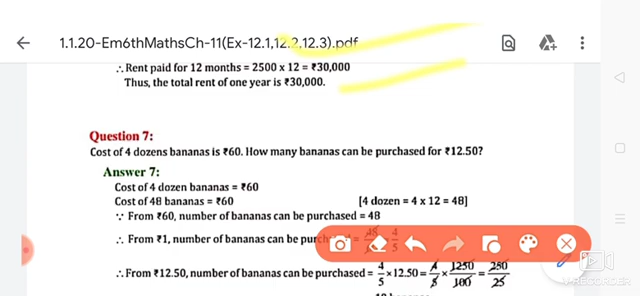 1.1.20-Em6thMathsCh-11(Ex-12.1,12.2,12.3).pdf
∴Rent paid for 12 months = 2500 x 12 = ₹30,000
Thus, the total rent of one year is ₹30,000.
Question 7:
Cost of 4 dozens bananas is ₹60. How many bananas can be purchased for ₹12.50?
Answer 7:
Cost of 4 dozen bananas = ₹60
Cost of 48 bananas = ₹60 [4 dozen = 4 x 12 = 48]
∵ From ₹60, number of bananas can be purchased = 48
∴ From ₹1, number of bananas can be purch 4/5
∴From ₹12.50, number of bananas can be purchased = 4/5 ×12.50= 4/5 × 1250/100 = 250/25
RECORDER